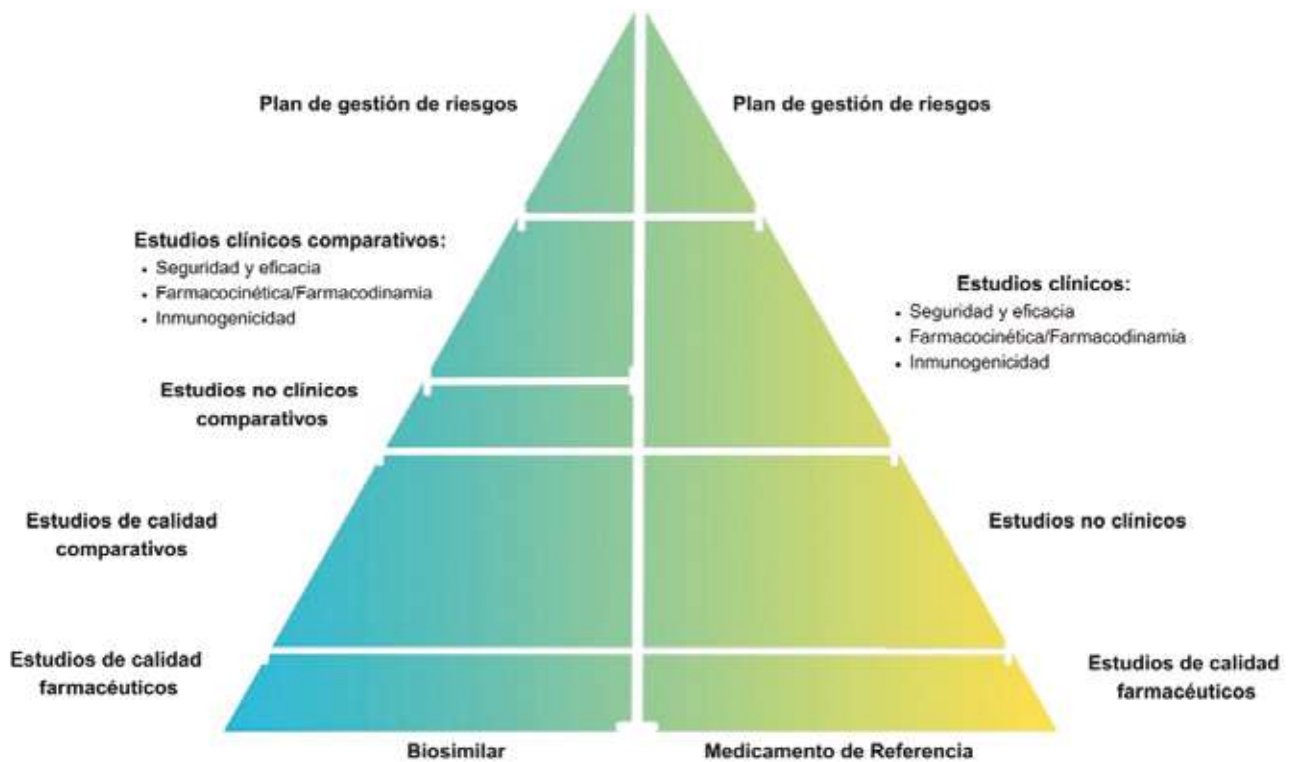 Plan de gestión de riesgos
Plan de gestión de riesgos
Estudios clínicos comparativos:
• Seguridad y eficacia
• Farmacocinética/Farmacodinamia
• Inmunogenicidad
Estudios clínicos:
• Seguridad y eficacia
• Farmacocinética/Farmacodinamia
• Inmunogenicidad
Estudios no clínicos
comparativos
Estudios de calidad
comparativos
Estudios no clínicos
Estudios de calidad
farmacéuticos
Estudios de calidad
farmacéuticos
Biosimilar
Medicamento de Referencia